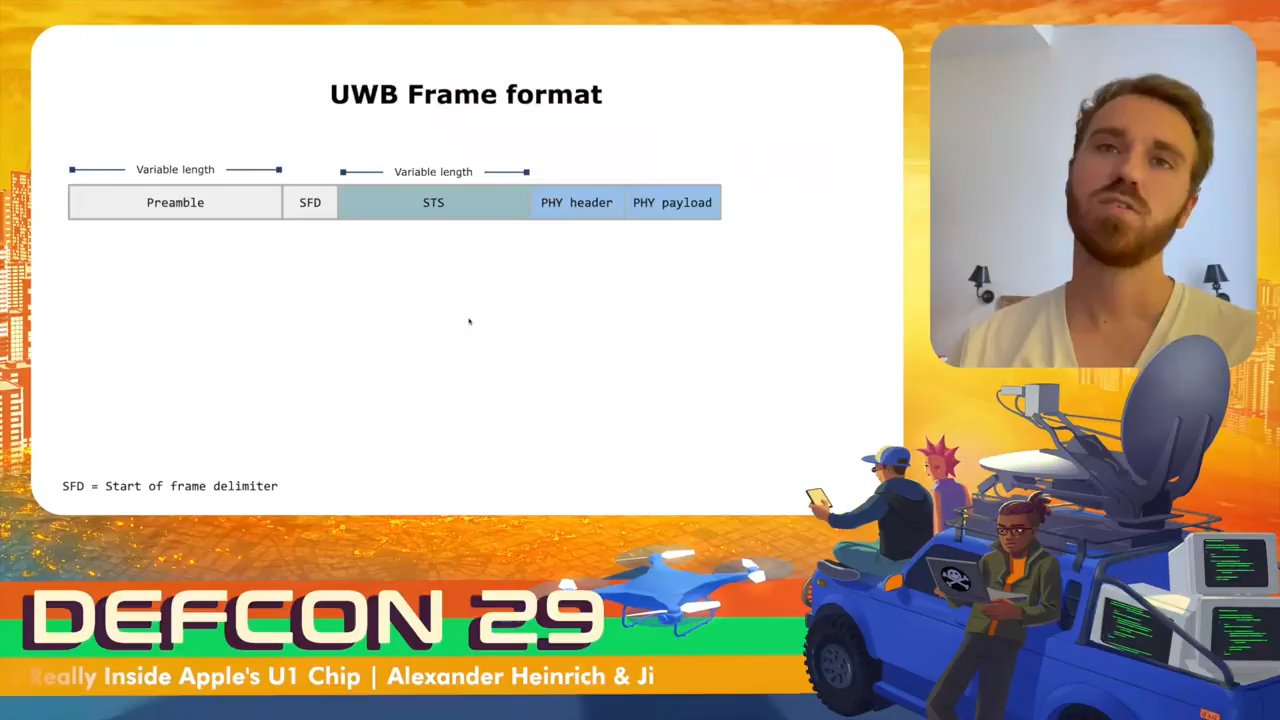 UWB Frame format
Variable length
Variable length
Preamble
SFD
STS
PHY header
PHY payload
SFD = Start of frame delimiter
DEFCON 29
Really Inside Apple's U1 Chip | Alexander Heinrich & Ji